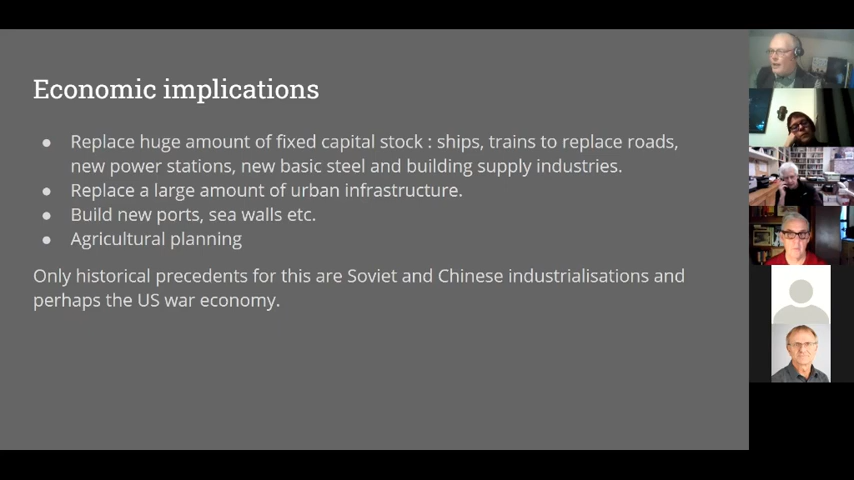 Economic implications
● Replace huge amount of fixed capital stock : ships, trains to replace roads,
new power stations, new basic steel and building supply industries.
● Replace a large amount of urban infrastructure.
● Build new ports, sea walls etc.
● Agricultural planning
Only historical precedents for this are Soviet and Chinese industrialisations and
perhaps the US war economy.